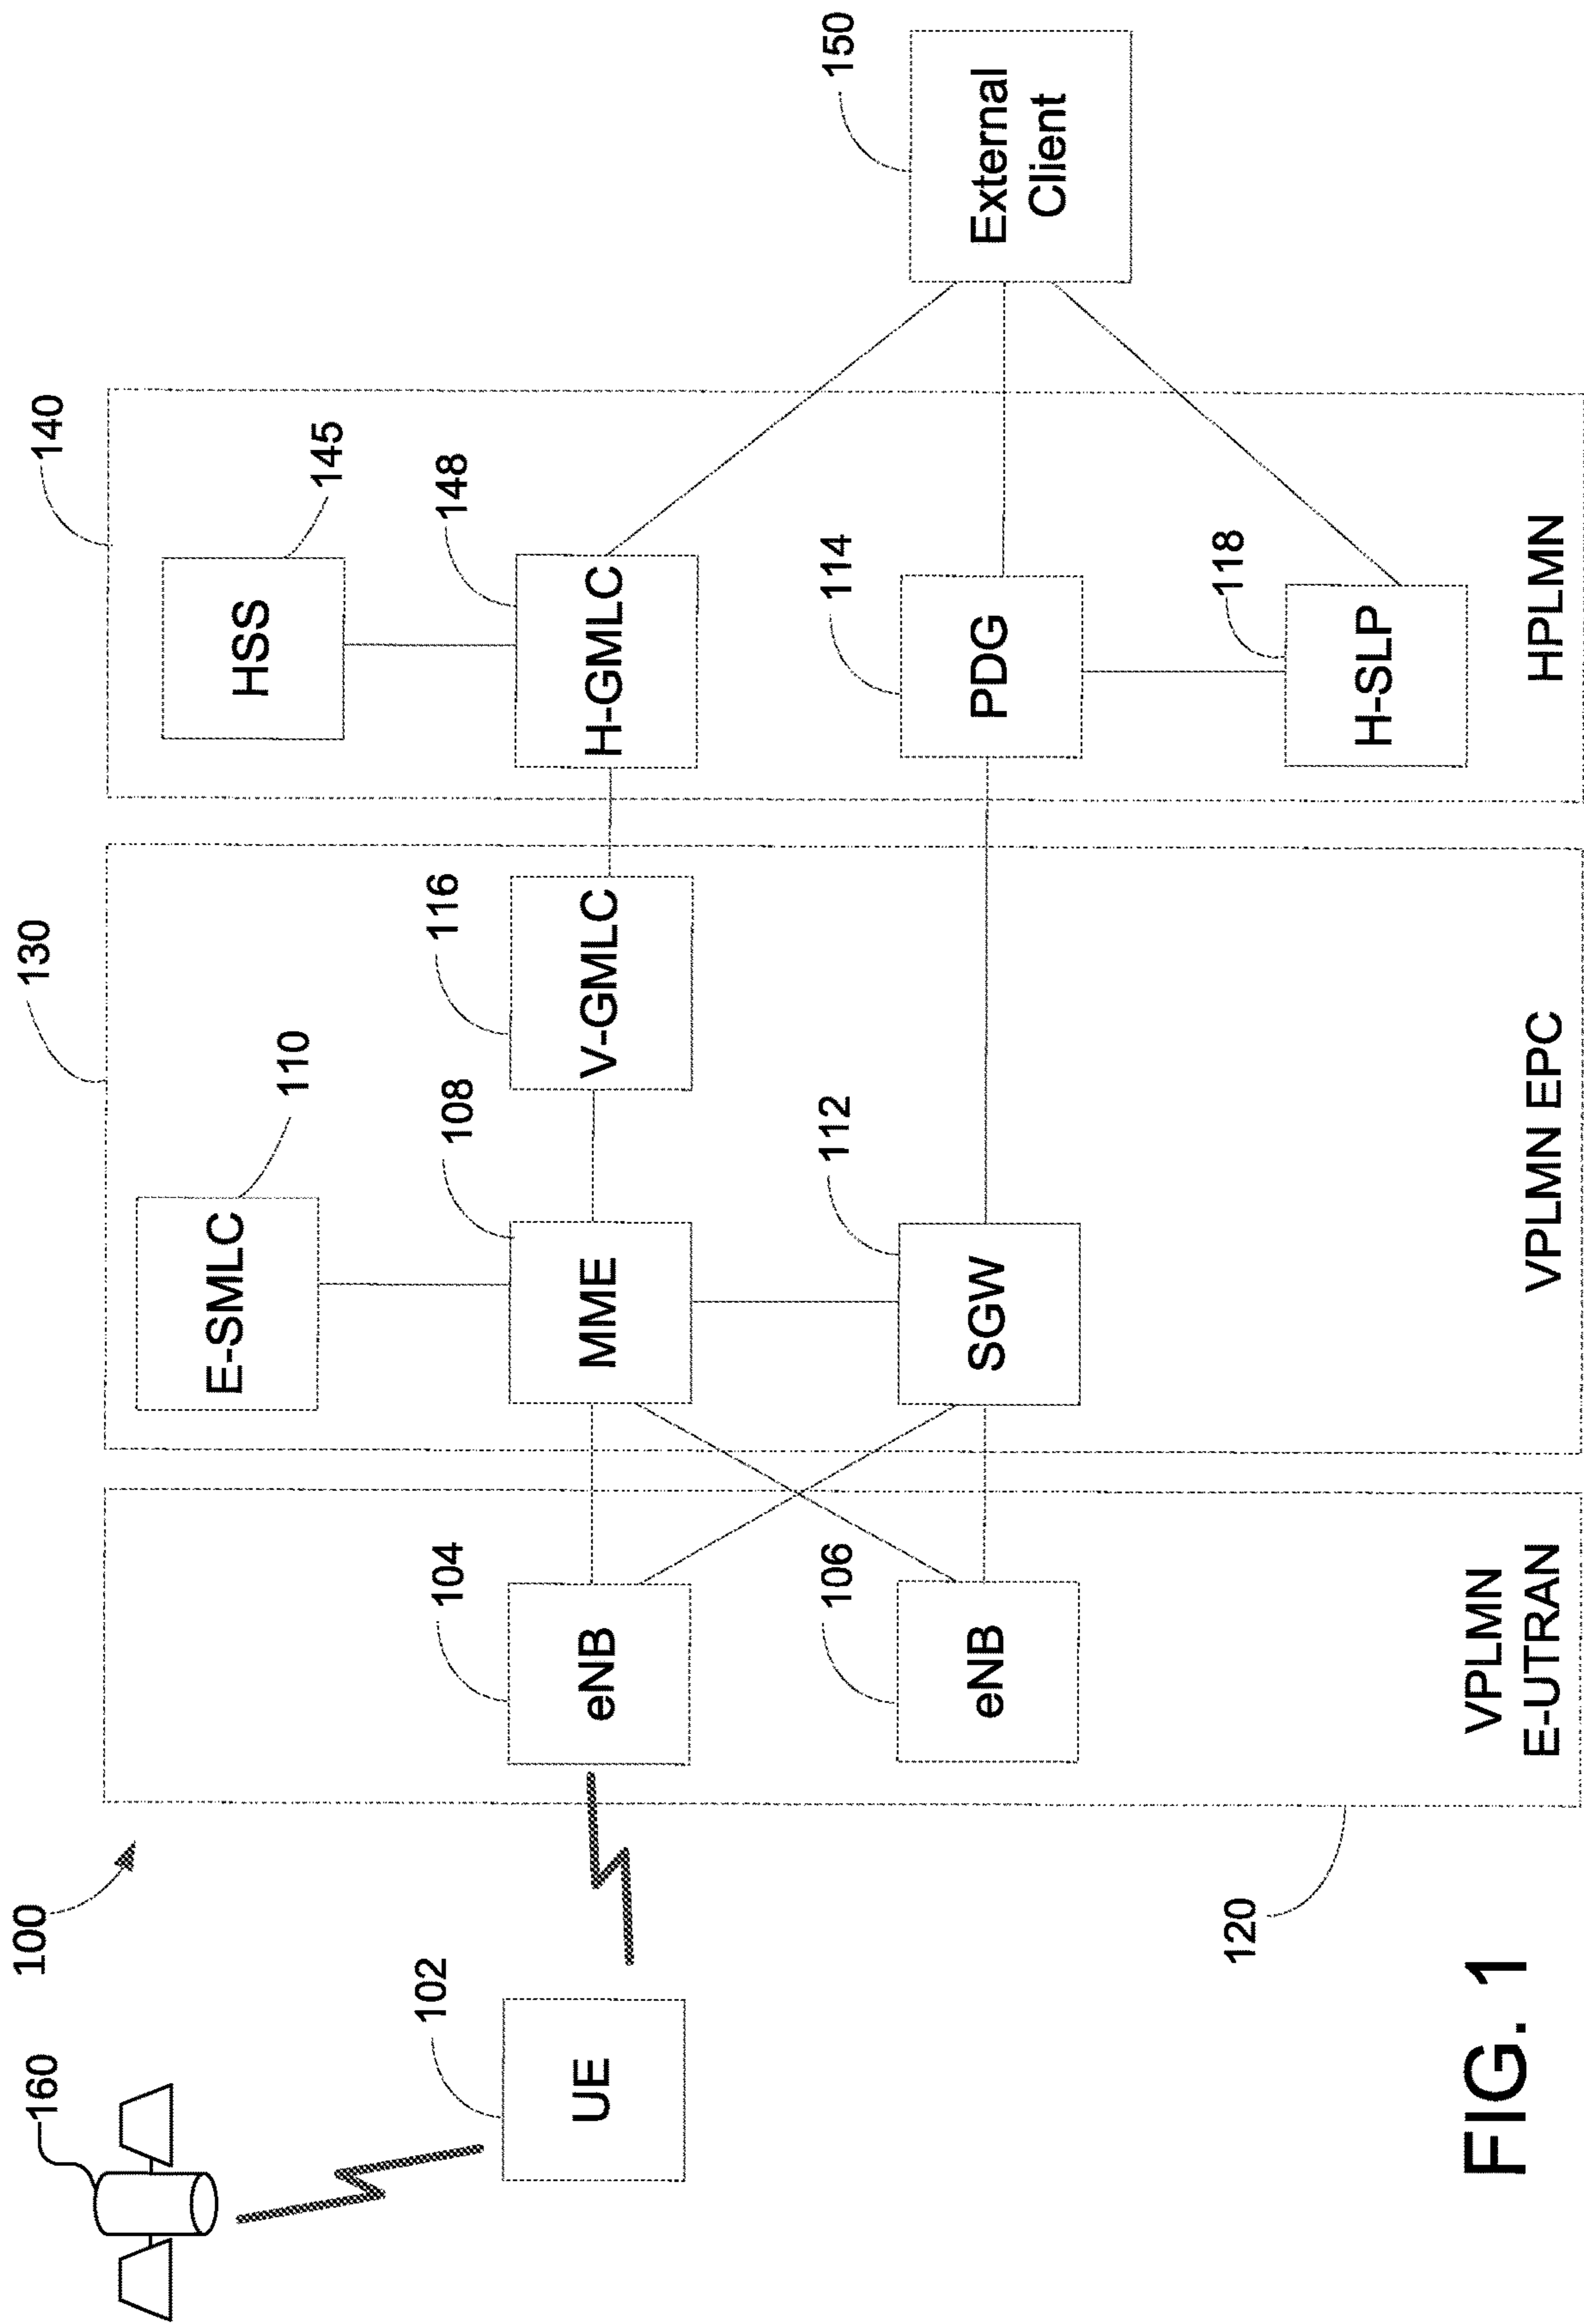 160
100
102
UE
104
eNB
106
eNB
120
VPLMN
E-UTRAN
130
110
E-SMLC
108
MME
116
V-GMLC
112
SGW
VPLMN EPC
140
145
HSS
148
H-GMLC
114
PDG
118
H-SLP
HPLMN
150
External
Client
FIG. 1